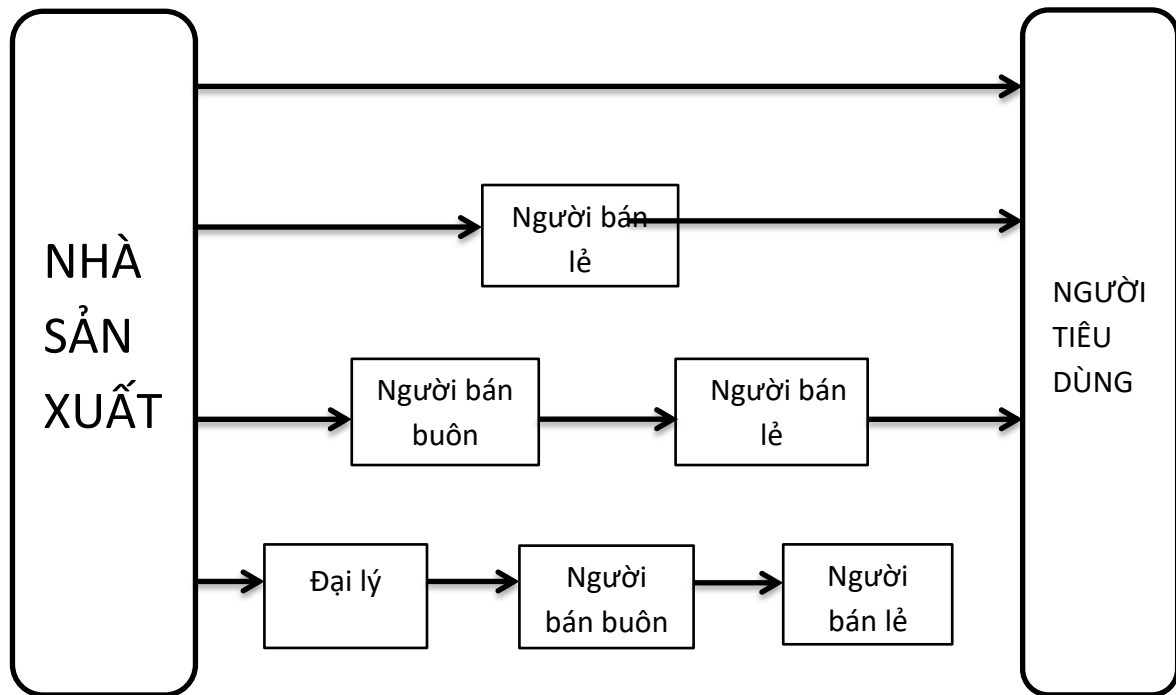 NHÀ
SẢN
XUẤT
Người bán
lẻ
Người bán
buôn
Người bán
lẻ
Đại lý
Người
bán buôn
Người
bán lẻ
NGƯỜI
TIÊU
DÙNG